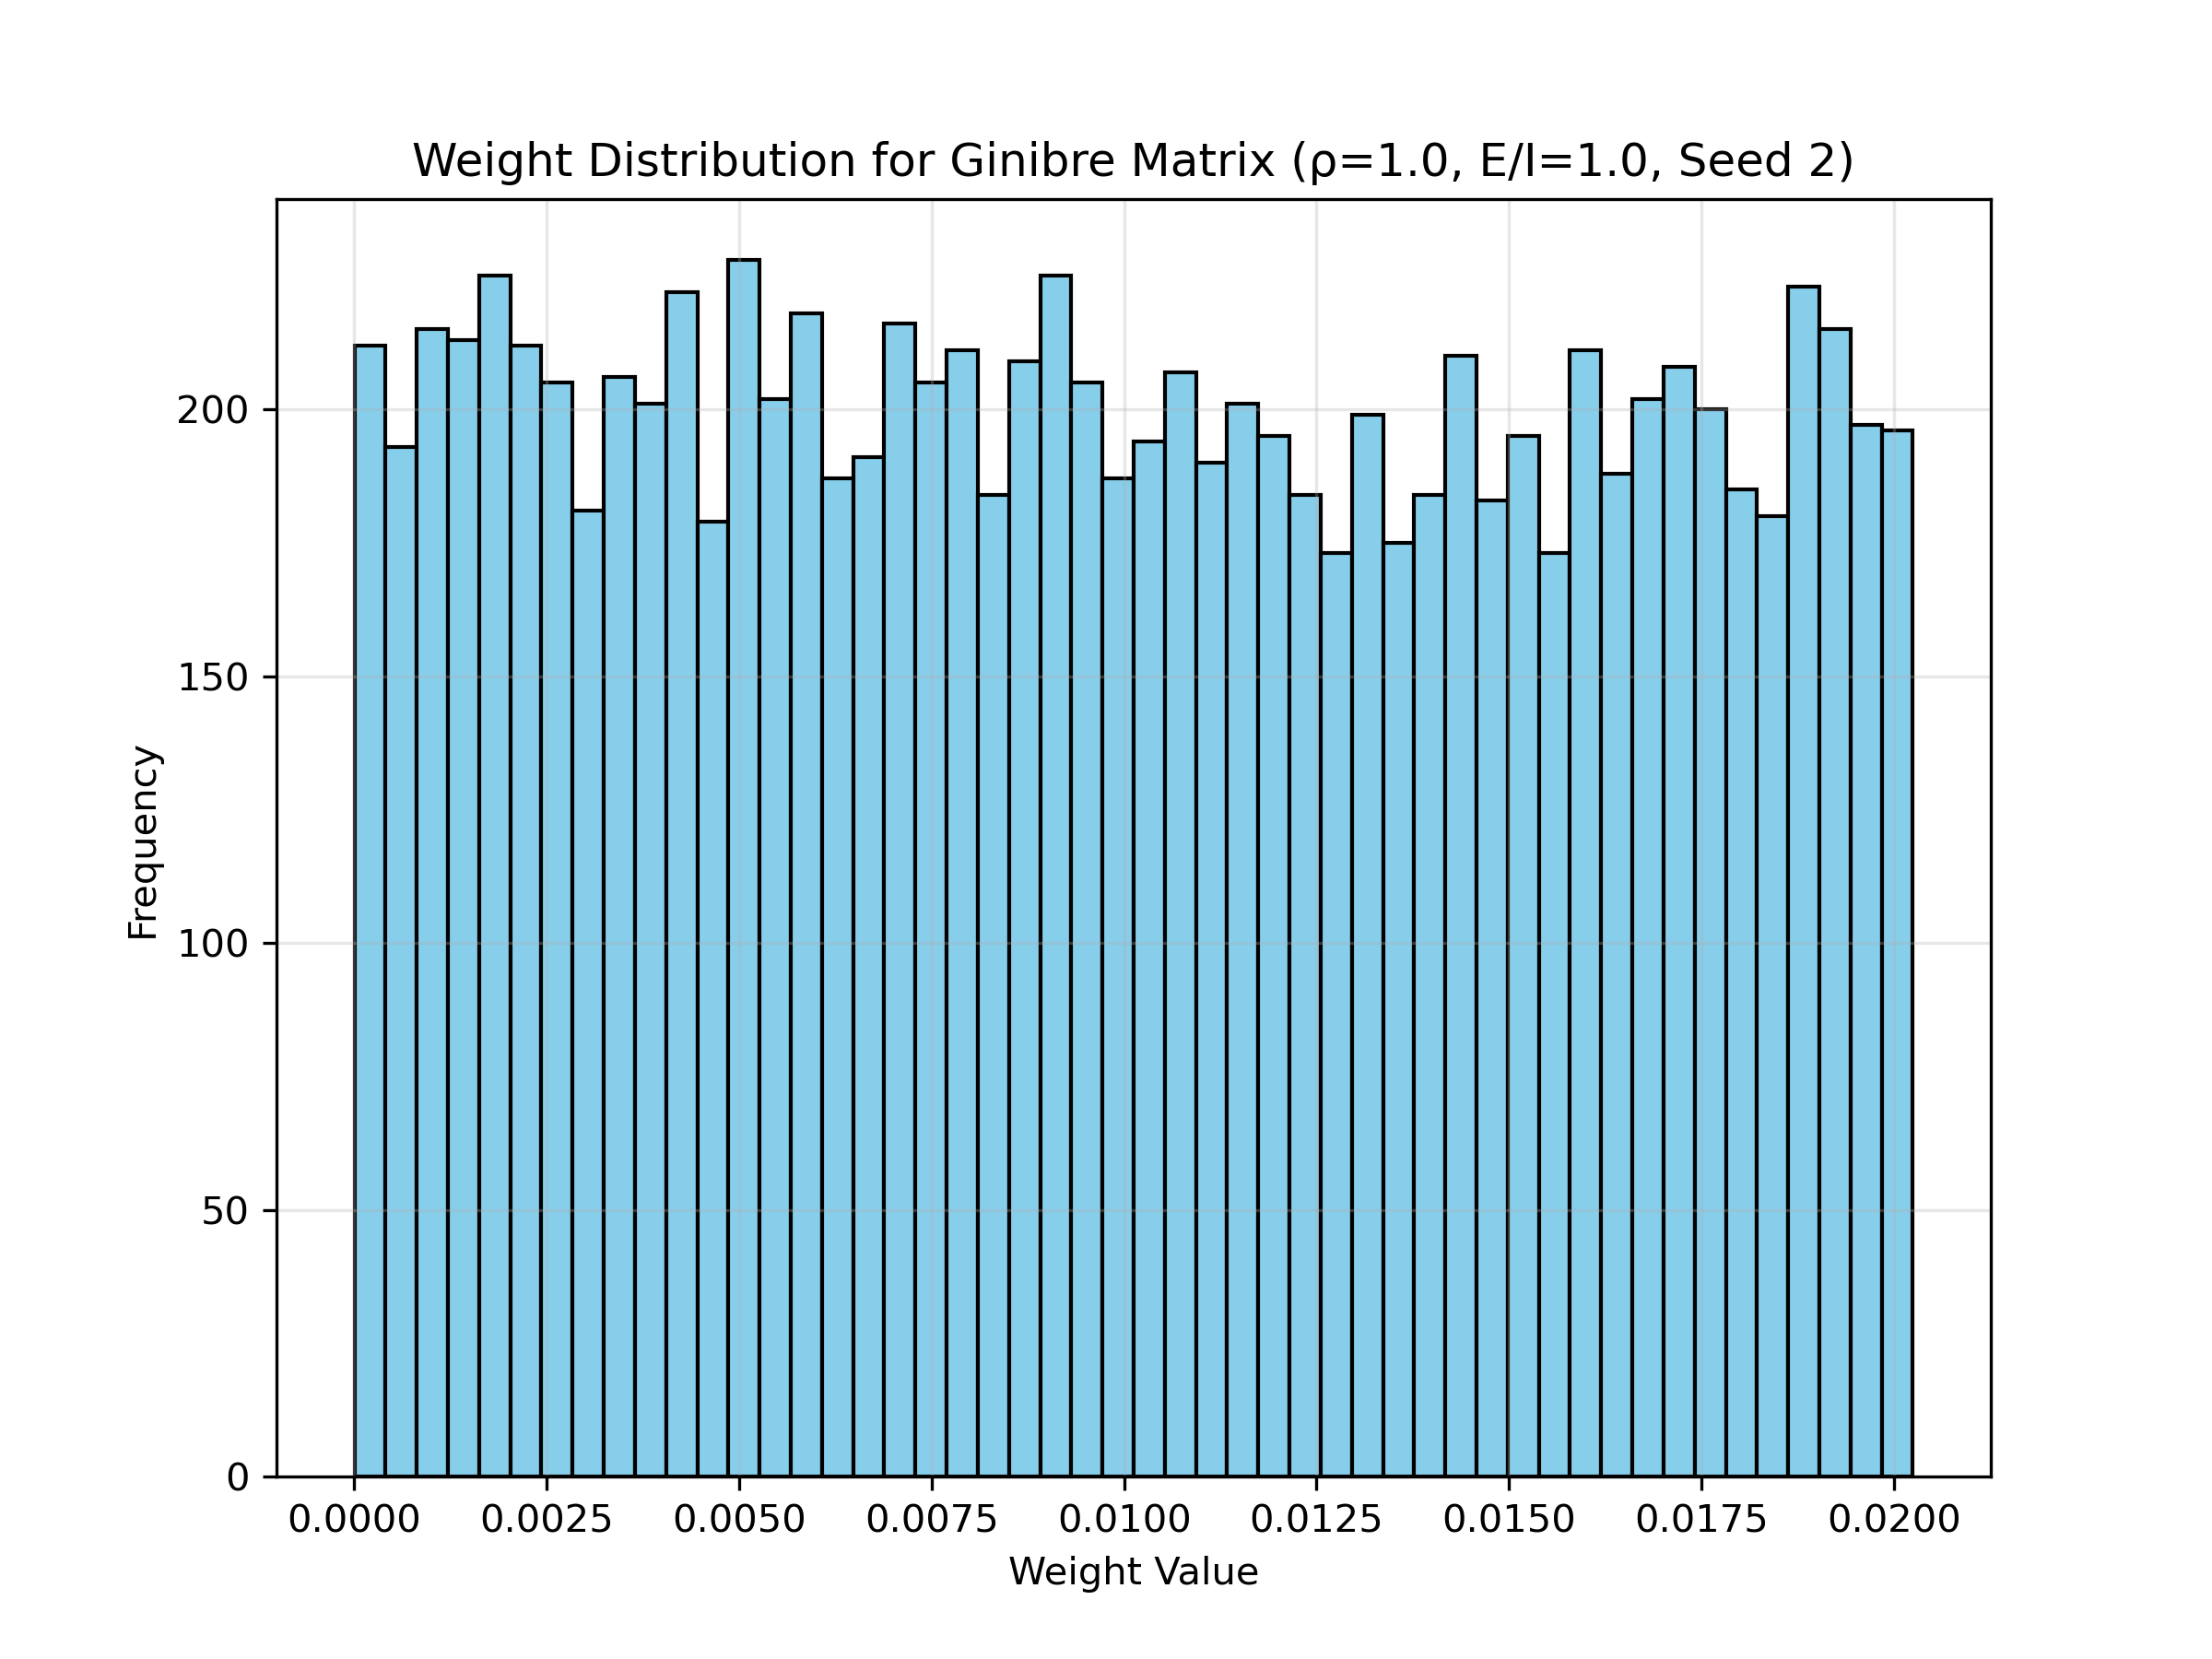 Weight Distribution for Ginibre Matrix (ρ=1.0, E/I=1.0, Seed 2)
Frequency
200
150
100
50
0
0.0000 0.0025 0.0050 0.0075 0.0100 0.0125 0.0150 0.0175 0.0200
Weight Value